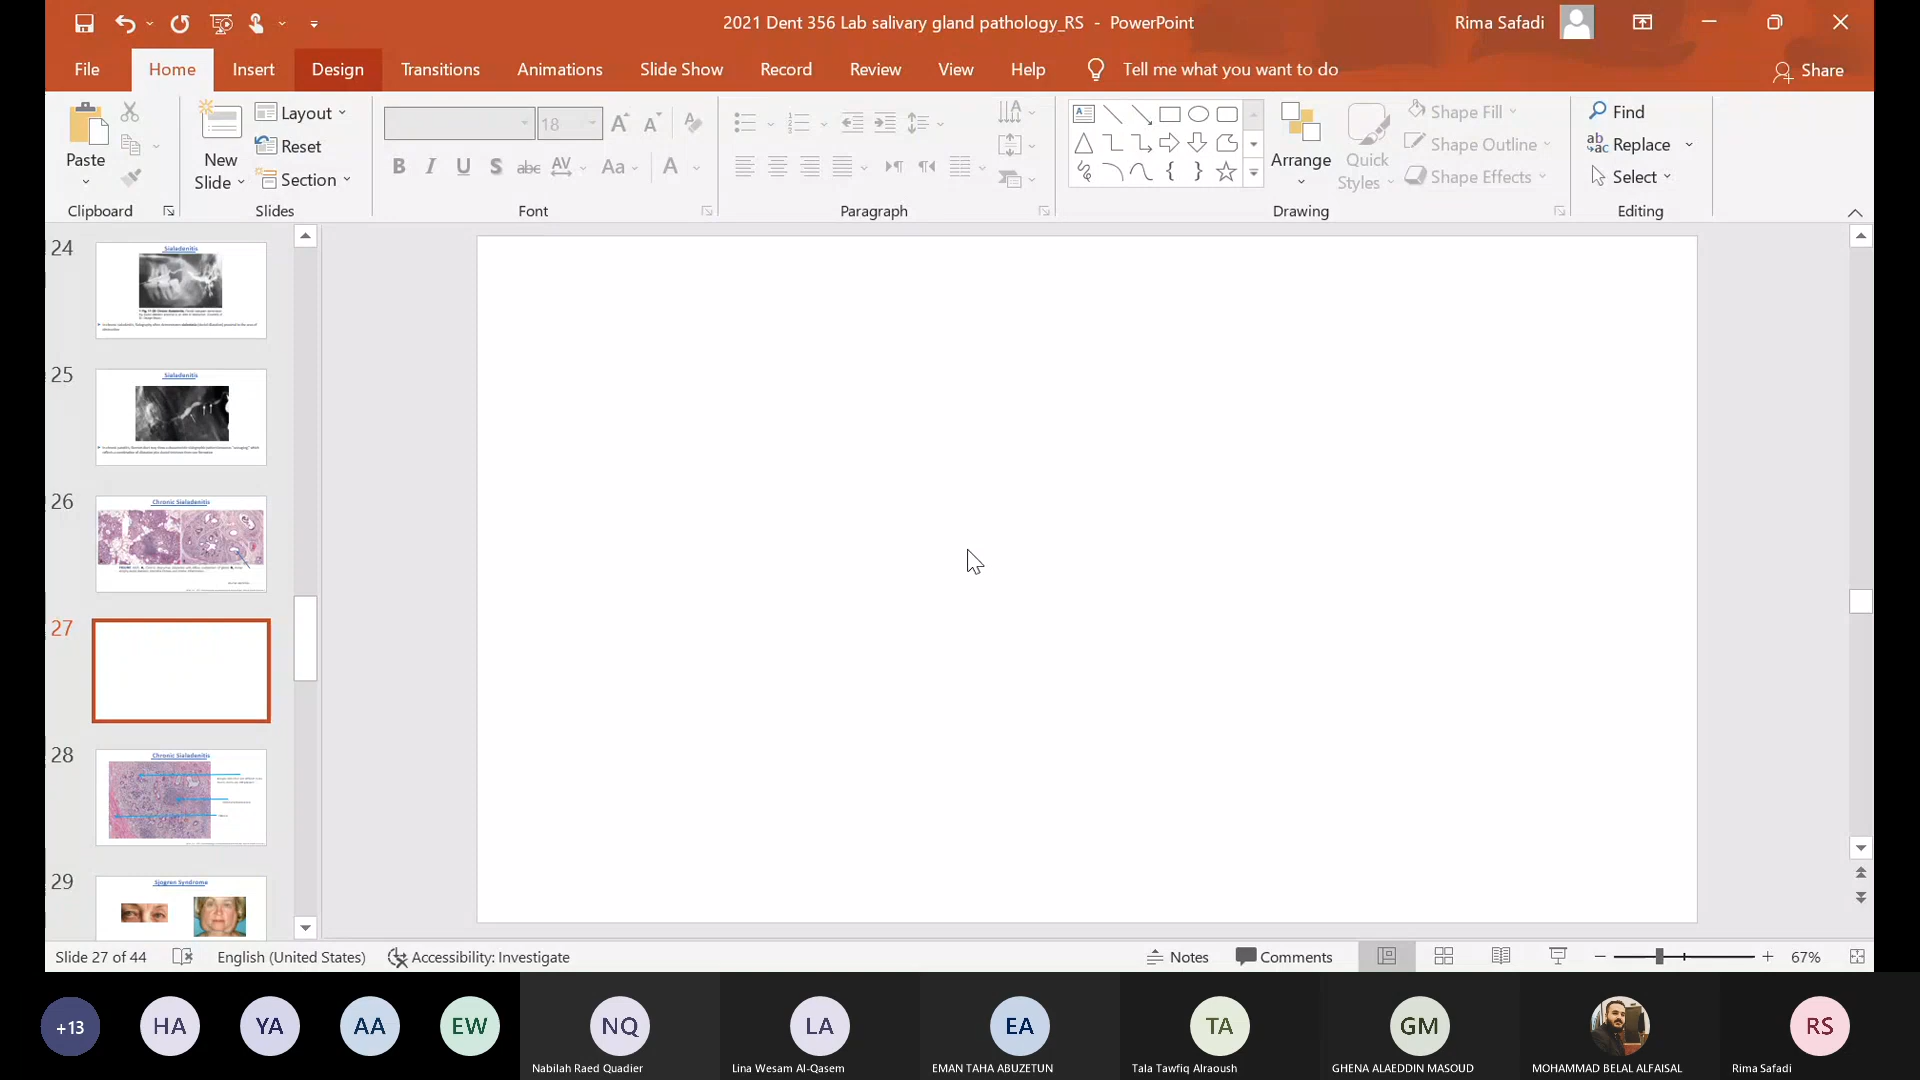 2021 Dent 356 Lab salivary gland pathology_RS - PowerPoint
Rima Safadi
File Home Insert Design Transitions Animations Slide Show Record Review View Help Tell me what you want to do Share
Paste
Clipboard
New Slide
Layout
Reset
Section
Slides
18
B I U S abc AV Aa A
Font
Paragraph
Arrange
Quick Styles
Shape Fill
Shape Outline
Shape Effects
Drawing
Find
Replace
Select
Editing
24
Sialadenitis
25
Sialadenitis
26
Chronic Sialadenitis
27
28
Chronic Sialadenitis
29
Sjogren Syndrome
Slide 27 of 44
English (United States)
Accessibility: Investigate
Notes
Comments
67%
+13
HA
YA
AA
EW
NQ
LA
EA
TA
GM
RS
Nabilah Raed Quadier
Lina Wesam Al-Qasem
EMAN TAHA ABUZETUN
Tala Tawfiq Alraoush
GHENA ALAEDDIN MASOUD
MOHAMMAD BELAL ALFAISAL
Rima Safadi